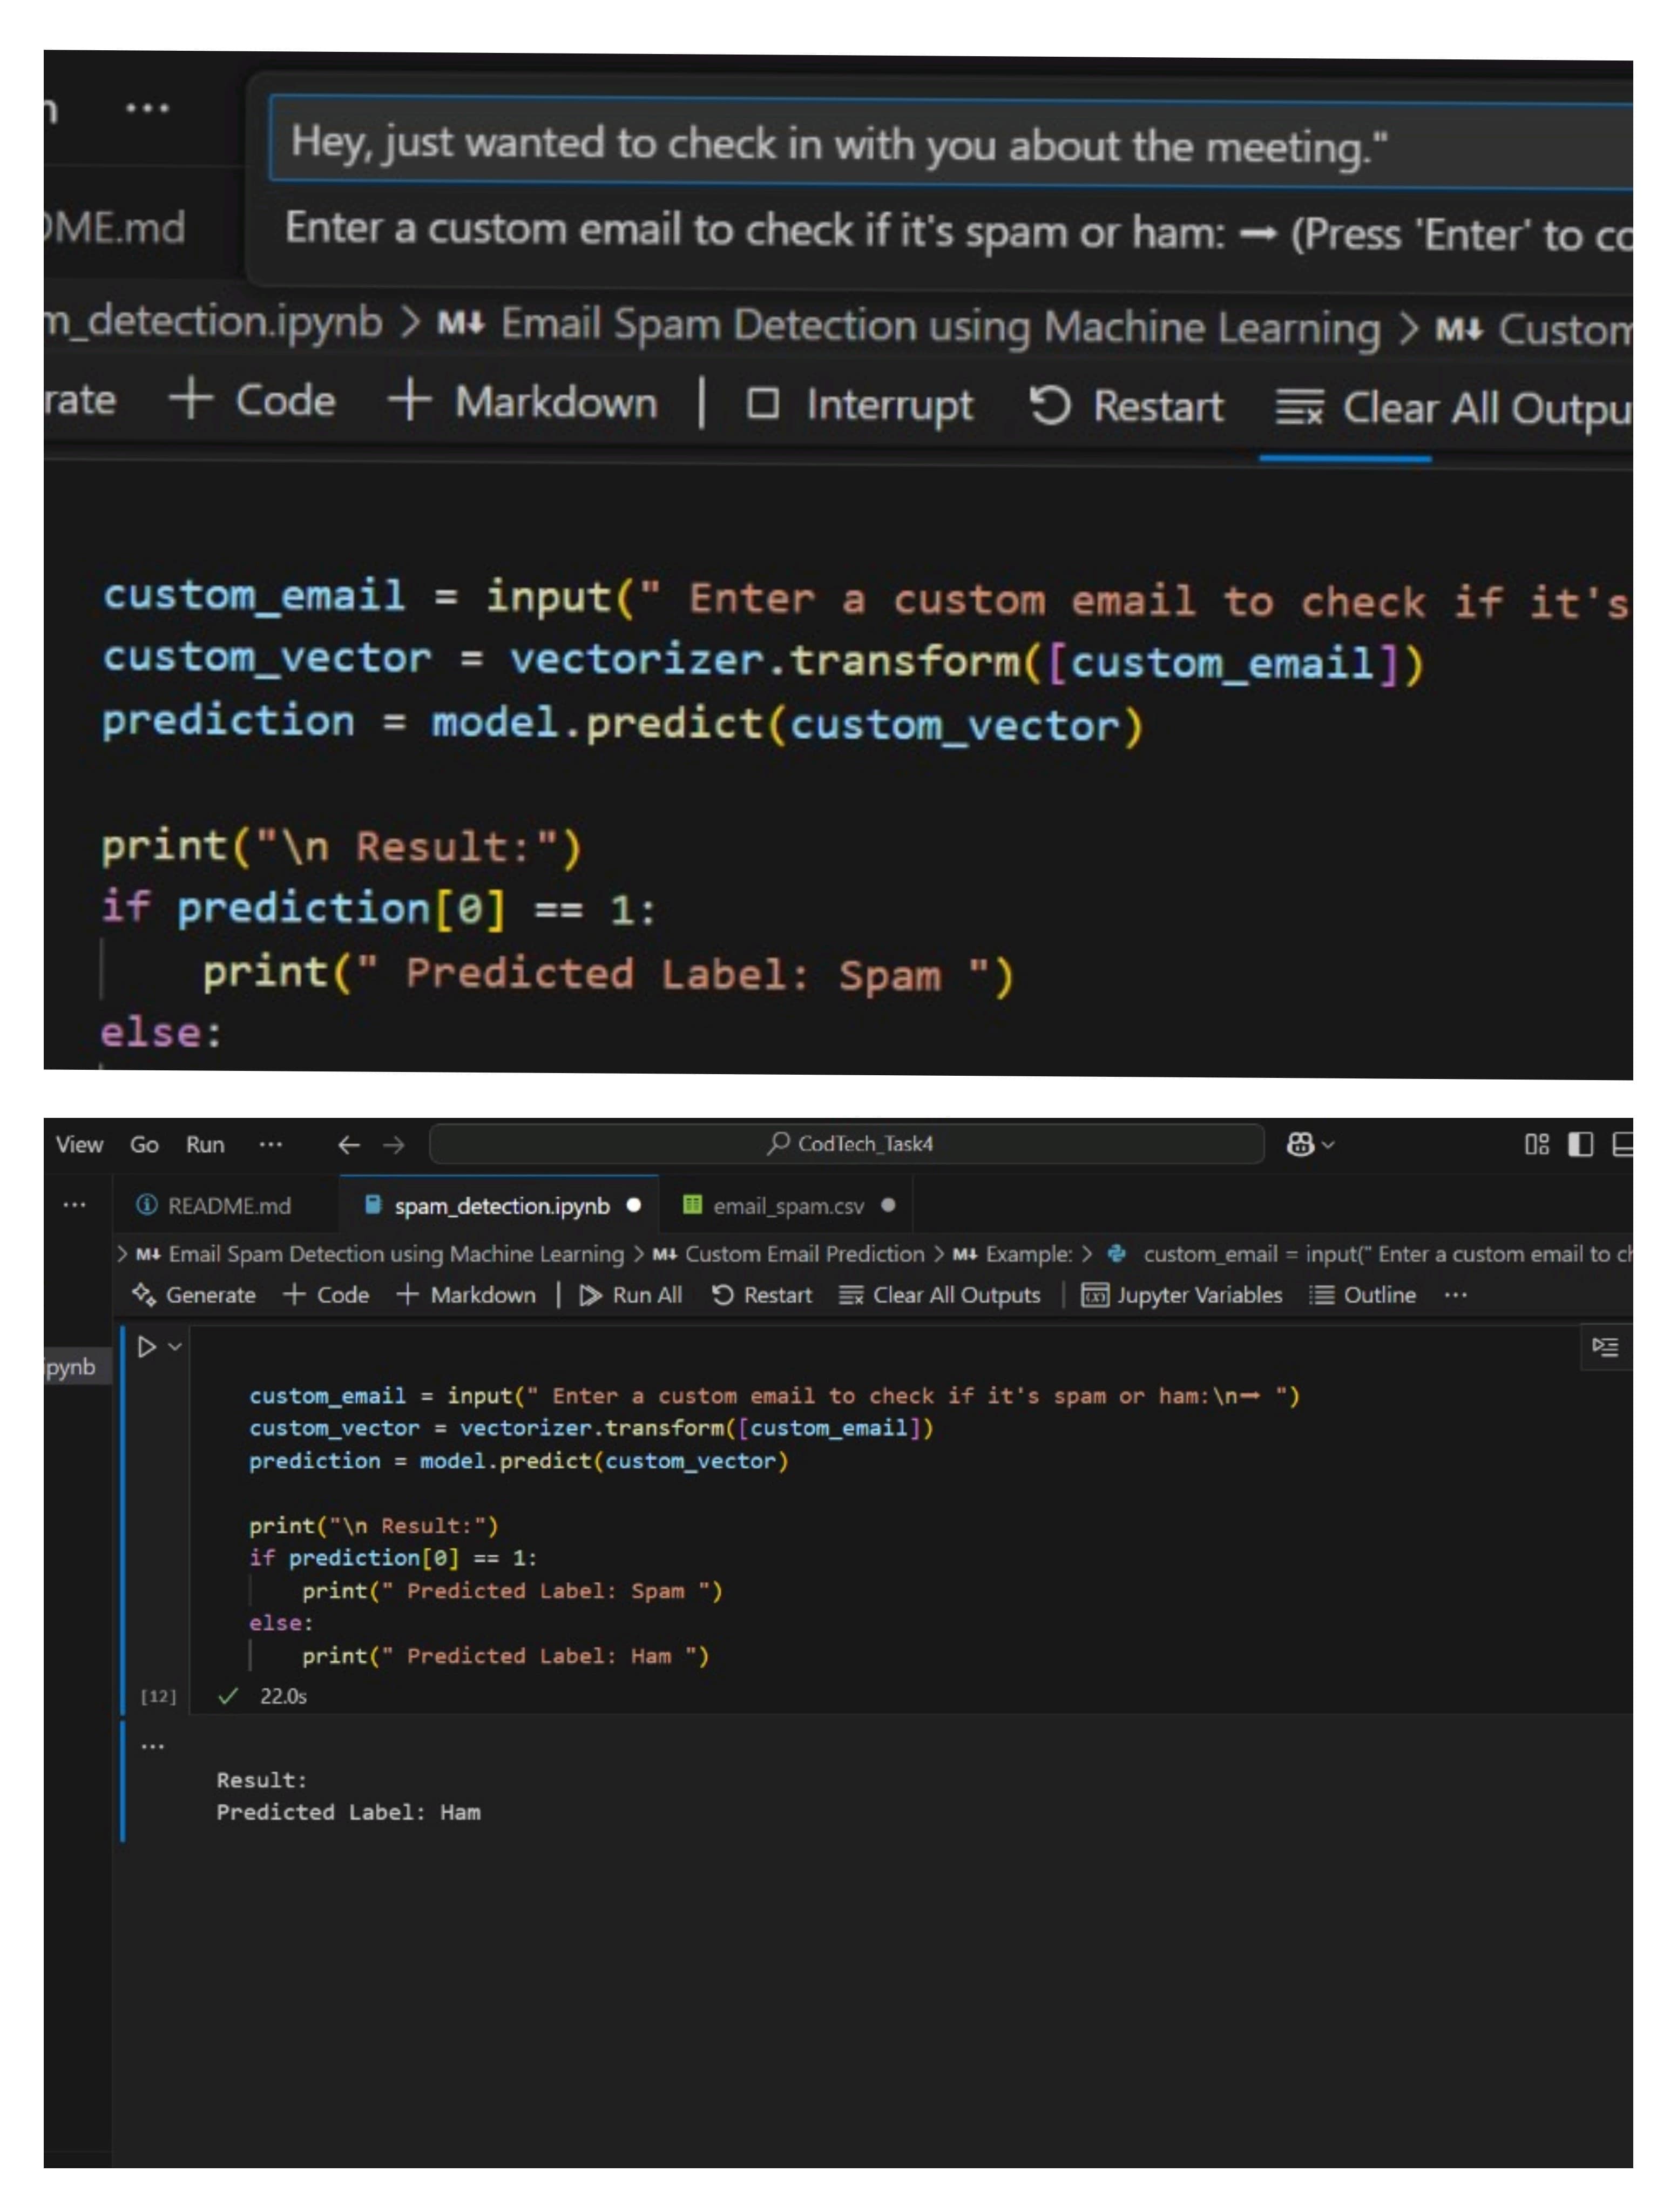 ...
Hey, just wanted to check in with you about the meeting."
ME.md
Enter a custom email to check if it's spam or ham: ➞ (Press 'Enter' to co
m_detection.ipynb > M↓ Email Spam Detection using Machine Learning > M↓ Custom
rate + Code + Markdown | Interrupt Restart Clear All Outpu
custom_email = input(" Enter a custom email to check if it's
custom_vector = vectorizer.transform([custom_email])
prediction = model.predict(custom_vector)
print("\n Result:")
if prediction[0] == 1:
print(" Predicted Label: Spam ")
else:
View Go Run ... ← → CodTech_Task4
... README.md spam_detection.ipynb ● email_spam.csv ●
> M↓ Email Spam Detection using Machine Learning > M↓ Custom Email Prediction > M↓ Example: > custom_email = input(" Enter a custom email to ch
Generate + Code + Markdown | Run All Restart Clear All Outputs | Jupyter Variables Outline ...
ipynb
custom_email = input(" Enter a custom email to check if it's spam or ham:\n➞ ")
custom_vector = vectorizer.transform([custom_email])
prediction = model.predict(custom_vector)
print("\n Result:")
if prediction[0] == 1:
print(" Predicted Label: Spam ")
else:
print(" Predicted Label: Ham ")
[12] ✓ 22.0s
...
Result:
Predicted Label: Ham